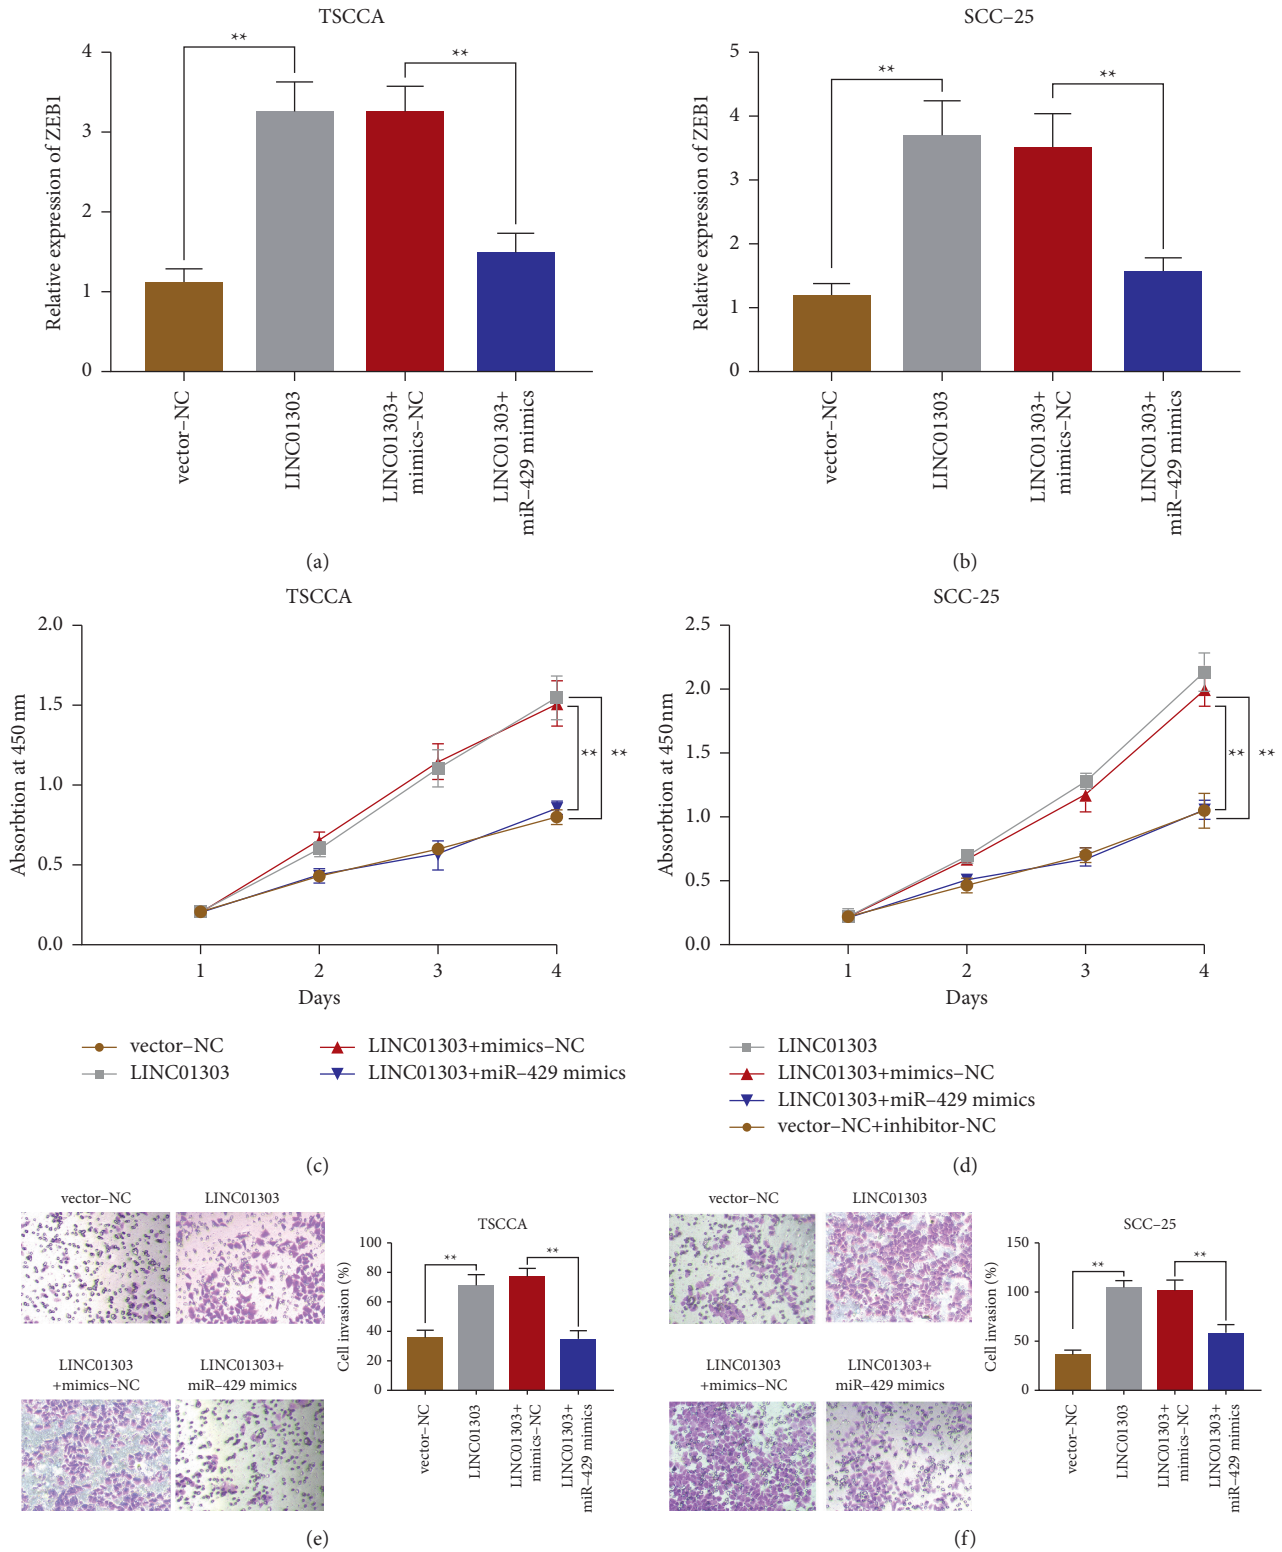 TSCCA
Relative expression of ZEB1
4
3
2
1
0
**
**
vector–NC
LINC01303
LINC01303+
mimics–NC
LINC01303+
miR–429 mimics
(a)
SCC–25
Relative expression of ZEB1
5
4
3
2
1
0
**
**
vector–NC
LINC01303
LINC01303+
mimics–NC
LINC01303+
miR–429 mimics
(b)
TSCCA
Absorbtion at 450 nm
2.0
1.5
1.0
0.5
0.0
** **
1 2 3 4
Days
vector–NC
LINC01303
LINC01303+mimics–NC
LINC01303+miR–429 mimics
(c)
SCC-25
Absorbtion at 450 nm
2.5
2.0
1.5
1.0
0.5
0.0
** **
1 2 3 4
Days
LINC01303
LINC01303+mimics–NC
LINC01303+miR–429 mimics
vector–NC+inhibitor-NC
(d)
vector–NC
LINC01303
LINC01303
+mimics–NC
LINC01303+
miR–429 mimics
TSCCA
Cell invasion (%)
100
80
60
40
20
0
**
**
vector–NC
LINC01303
LINC01303+
mimics–NC
LINC01303+
miR–429 mimics
(e)
vector–NC
LINC01303
LINC01303
+mimics–NC
LINC01303+
miR–429 mimics
SCC–25
Cell invasion (%)
150
100
50
0
**
**
vector–NC
LINC01303
LINC01303+
mimics–NC
LINC01303+
miR–429 mimics
(f)